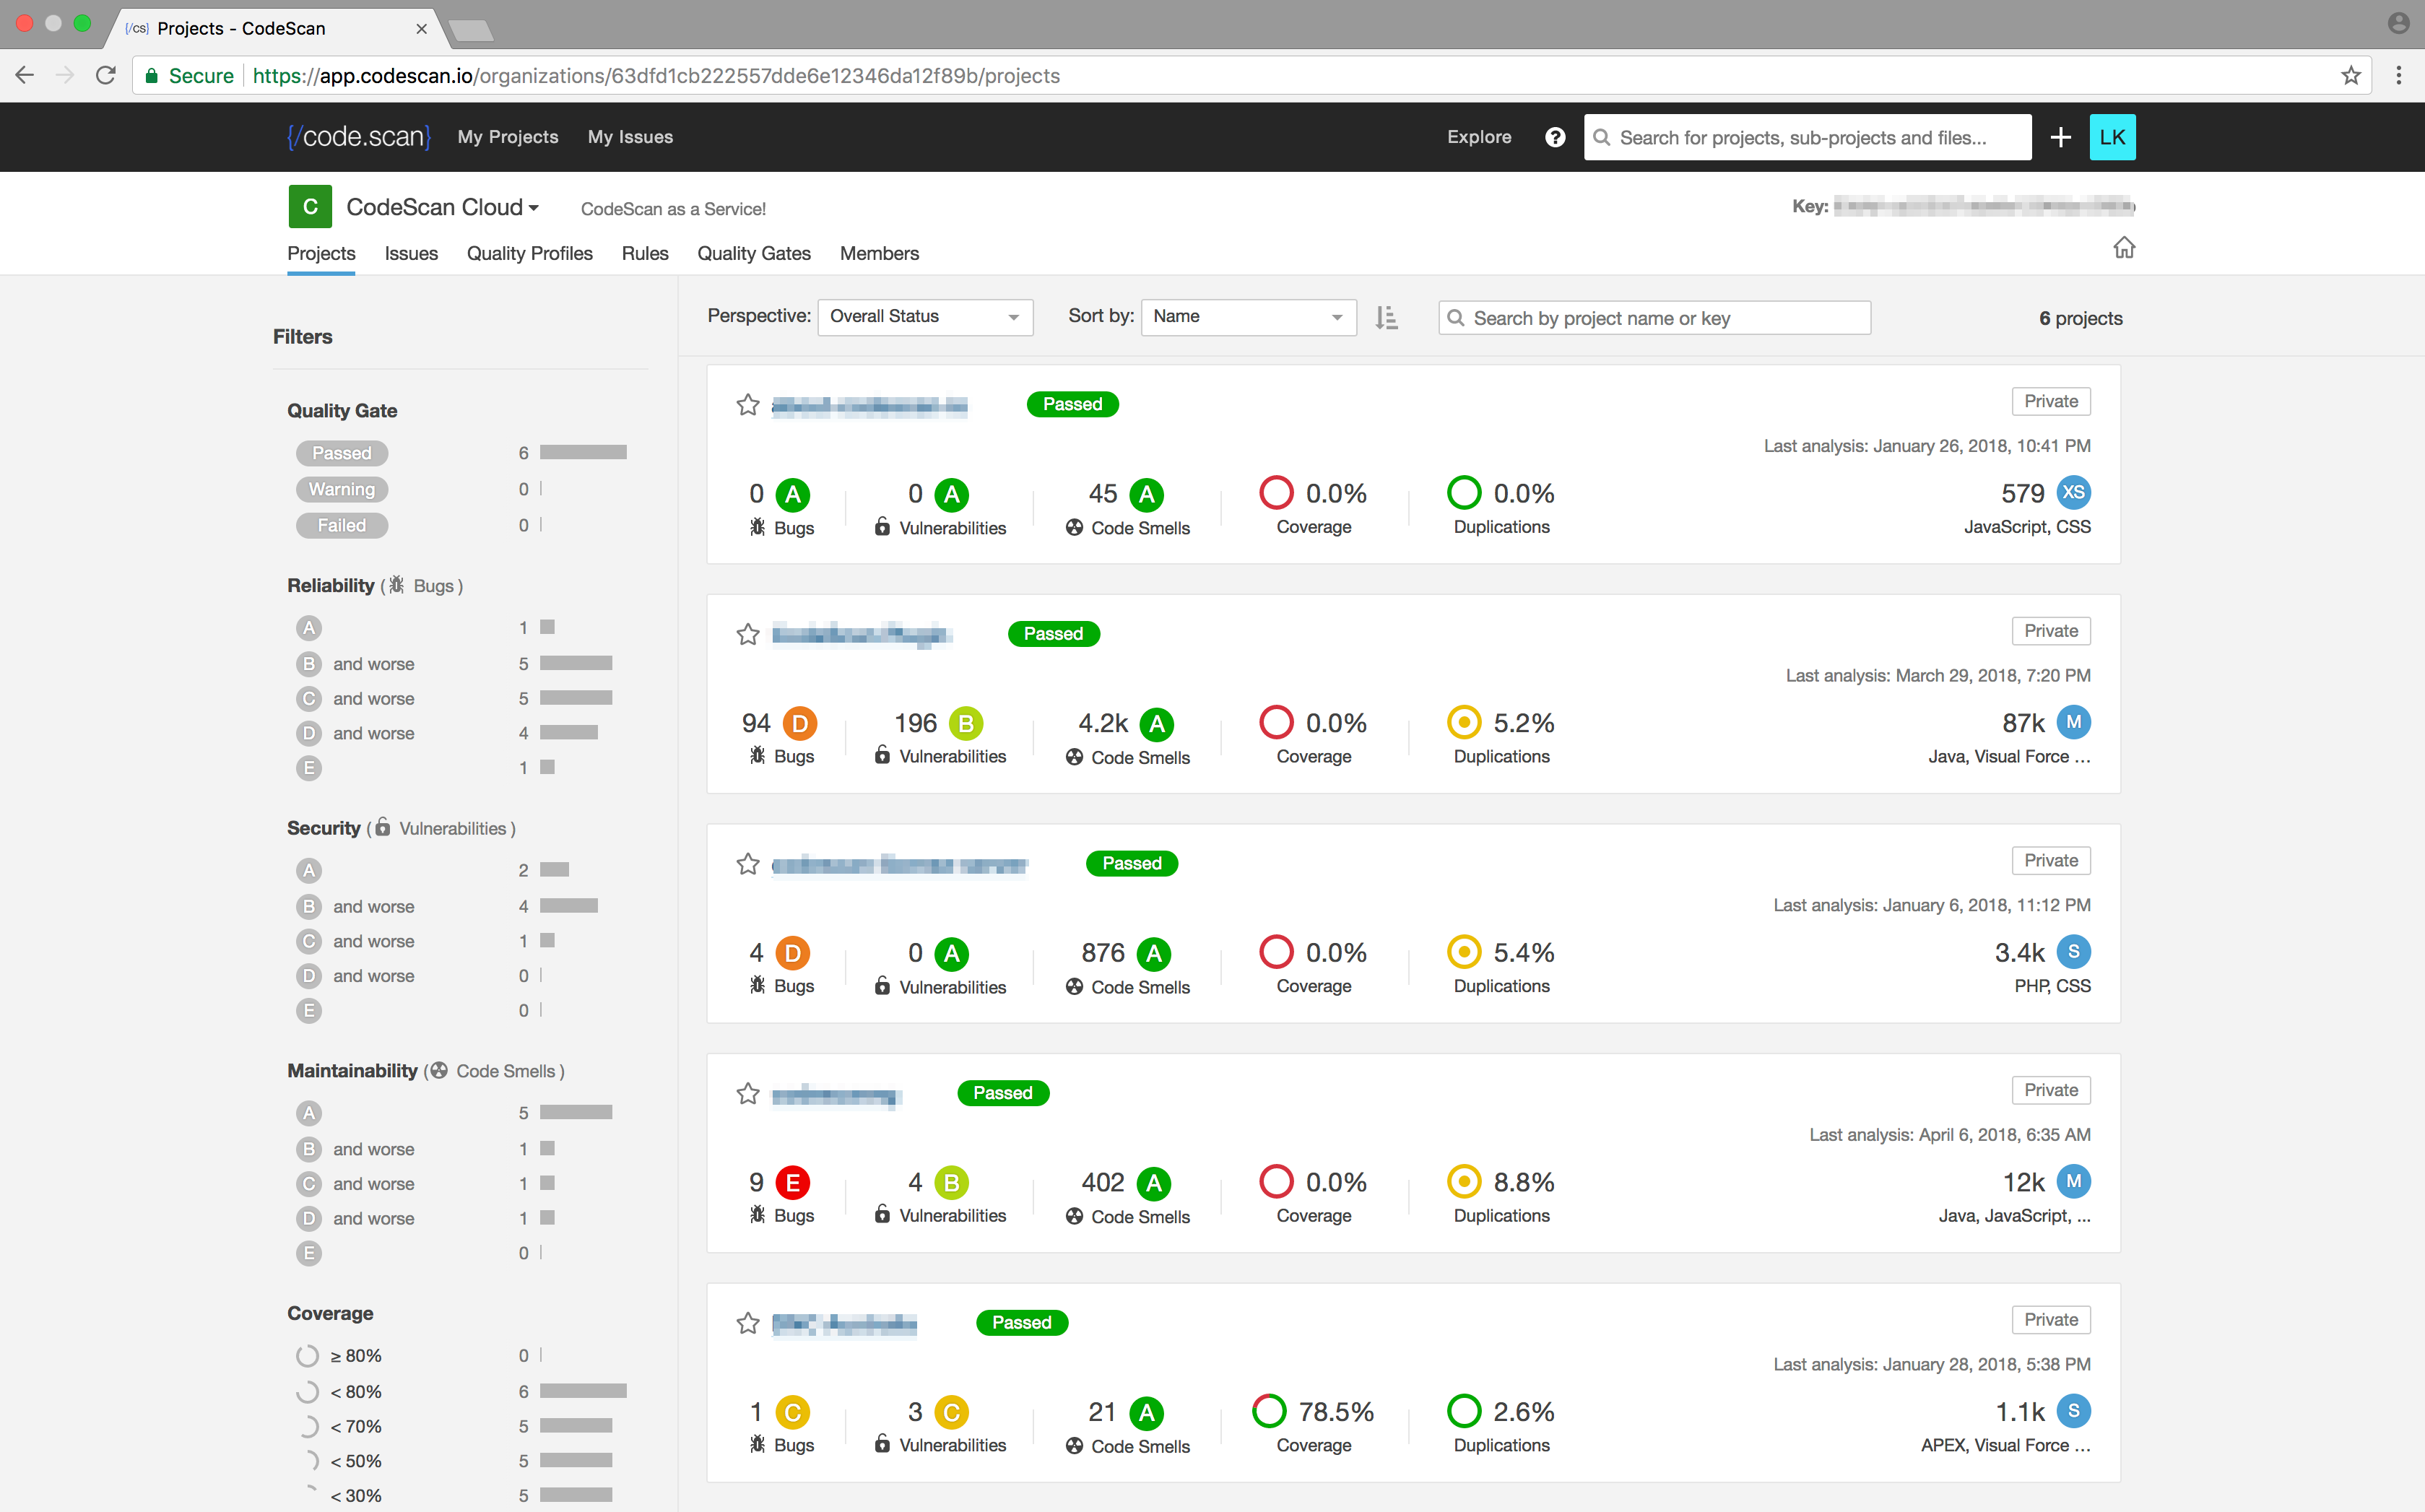 {/cs} Projects - CodeScan
Secure https://app.codescan.io/organizations/63dfd1cb222557dde6e12346da12f89b/projects
{/code.scan} My Projects My Issues Explore ? Search for projects, sub-projects and files... LK
C CodeScan Cloud CodeScan as a Service! Key:
Projects Issues Quality Profiles Rules Quality Gates Members
Perspective: Overall Status Sort by: Name Search by project name or key 6 projects
Filters
Quality Gate
Passed 6
Warning 0
Failed 0
Reliability ( Bugs )
A 1
B and worse 5
C and worse 5
D and worse 4
E 1
Security ( Vulnerabilities )
A 2
B and worse 4
C and worse 1
D and worse 0
E 0
Maintainability ( Code Smells )
A 5
B and worse 1
C and worse 1
D and worse 1
E 0
Coverage
≥ 80% 0
< 80% 6
< 70% 5
< 50% 5
< 30% 5
Passed Private
Last analysis: January 26, 2018, 10:41 PM
0 A 0 A 45 A 0.0% 0.0% 579 XS
Bugs Vulnerabilities Code Smells Coverage Duplications JavaScript, CSS
Passed Private
Last analysis: March 29, 2018, 7:20 PM
94 D 196 B 4.2k A 0.0% 5.2% 87k M
Bugs Vulnerabilities Code Smells Coverage Duplications Java, Visual Force ...
Passed Private
Last analysis: January 6, 2018, 11:12 PM
4 D 0 A 876 A 0.0% 5.4% 3.4k S
Bugs Vulnerabilities Code Smells Coverage Duplications PHP, CSS
Passed Private
Last analysis: April 6, 2018, 6:35 AM
9 E 4 B 402 A 0.0% 8.8% 12k M
Bugs Vulnerabilities Code Smells Coverage Duplications Java, JavaScript, ...
Passed Private
Last analysis: January 28, 2018, 5:38 PM
1 C 3 C 21 A 78.5% 2.6% 1.1k S
Bugs Vulnerabilities Code Smells Coverage Duplications APEX, Visual Force ...